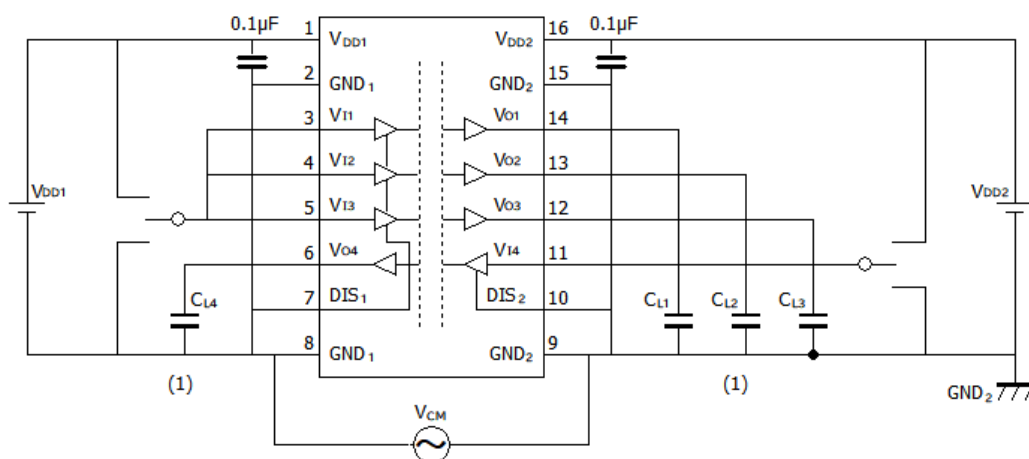 0.1µF 1 16 0.1µF
VDD1 VDD2
2 15
GND1 GND2
3 VI1 VO1 14
4 VI2 VO2 13
VDD1 5 VI3 VO3 12 VDD2
6 VO4 VI4 11
CL4 7 DIS1 DIS2 10 CL1 CL2 CL3
8 GND1 GND2 9
(1) (1)
GND2
VCM